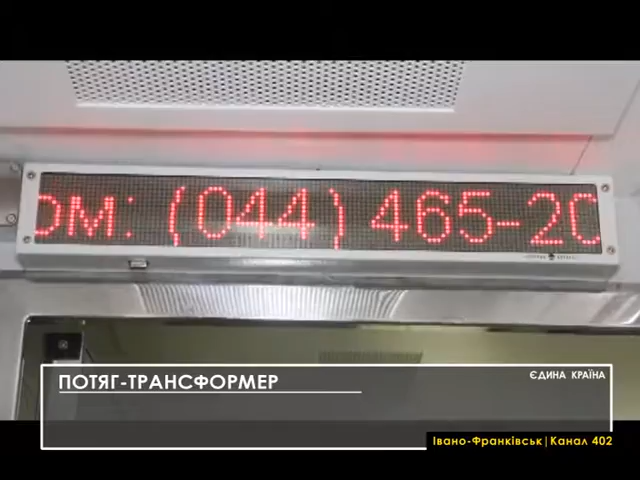 ом: (044) 465-20
ПОТЯГ-ТРАНСФОРМЕР
ЄДИНА КРАЇНА
Івано-Франківськ|Канал 402